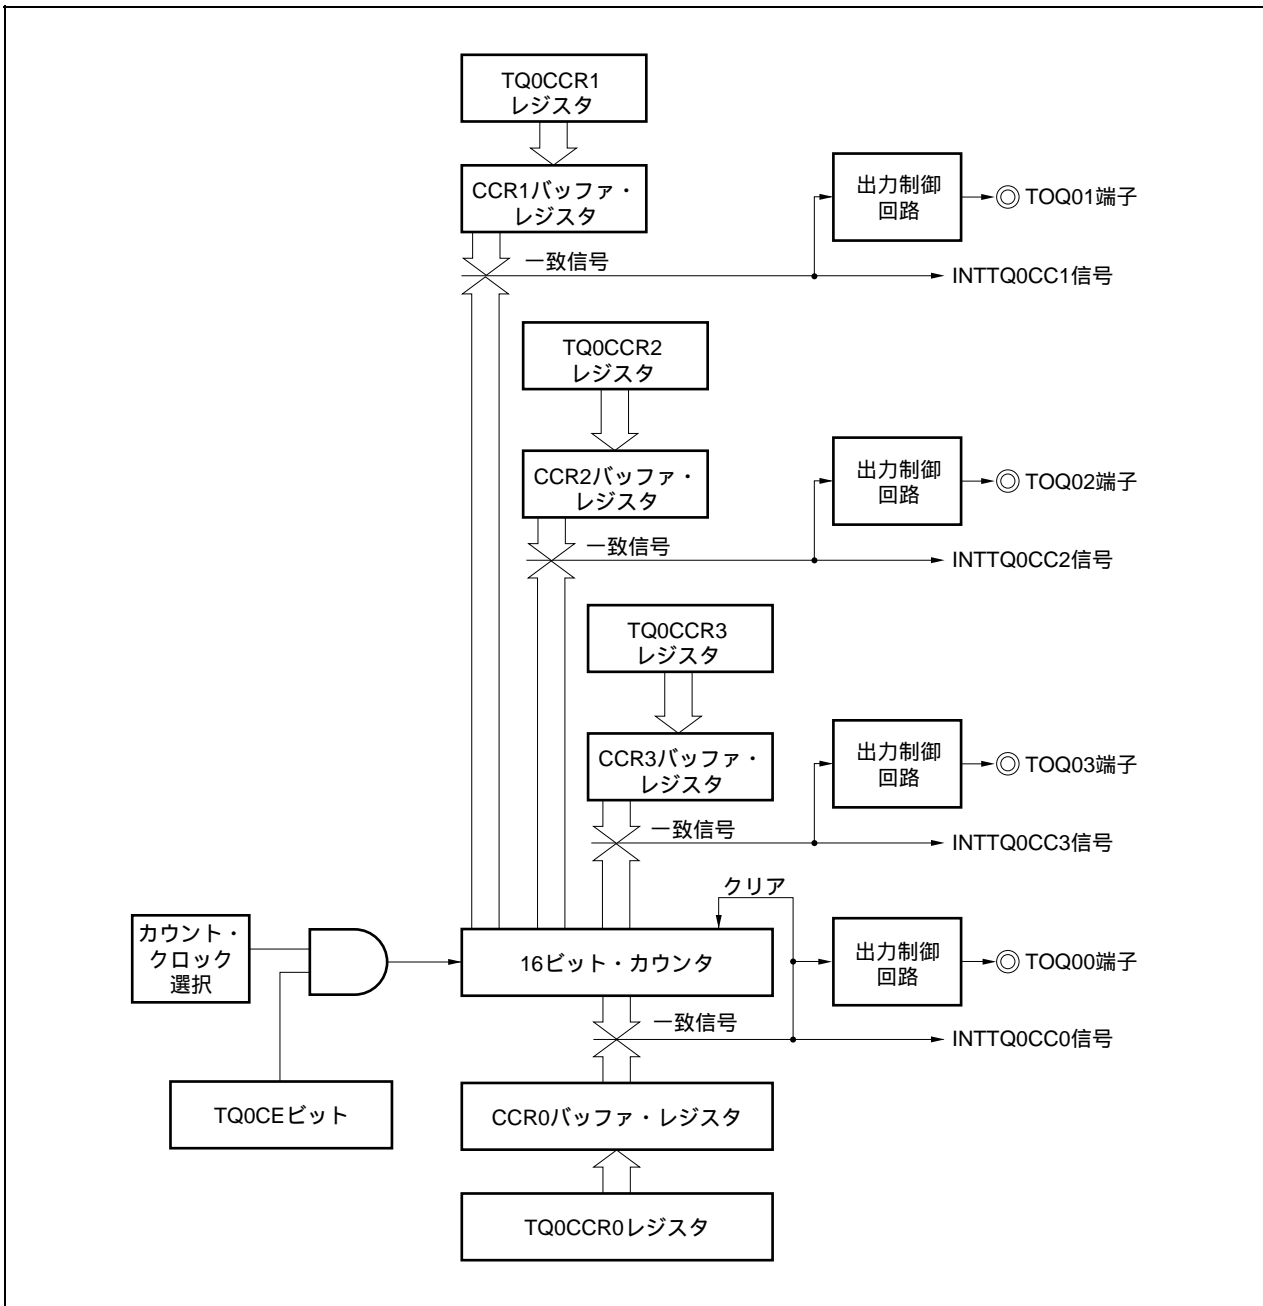 TQ0CCR1
レジスタ
CCR1バッファ・
レジスタ
出力制御
回路
TOQ01端子
一致信号
INTTQ0CC1信号
TQ0CCR2
レジスタ
CCR2バッファ・
レジスタ
出力制御
回路
TOQ02端子
一致信号
INTTQ0CC2信号
TQ0CCR3
レジスタ
CCR3バッファ・
レジスタ
出力制御
回路
TOQ03端子
一致信号
INTTQ0CC3信号
クリア
カウント・
クロック
選択
16ビット・カウンタ
出力制御
回路
TOQ00端子
一致信号
INTTQ0CC0信号
TQ0CEビット
CCR0バッファ・レジスタ
TQ0CCR0レジスタ